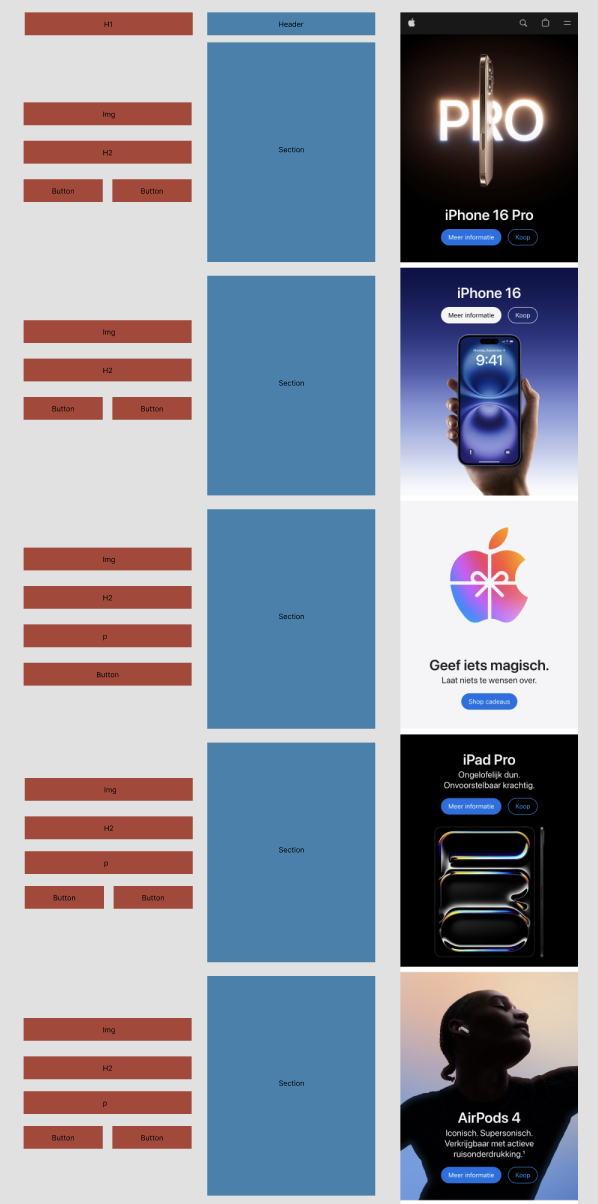 H1
Header
PRO
Img
H2
Section
Button Button
iPhone 16 Pro
Meer informatie Koop
iPhone 16
Meer informatie Koop
Img
9:41
H2
Section
Button Button
Img
H2
Section
p
Geef iets magisch.
Button
Laat niets te wensen over.
Shop cadeaus
iPad Pro
Ongelofelijk dun.
Onvoorstelbaar krachtig.
Img
Meer informatie Koop
H2
Section
p
Button Button
Img
H2
Section
p
AirPods 4
Button Button
Iconisch. Supersonisch.
Verkrijgbaar met actieve
ruisonderdrukking.¹
Meer informatie Koop